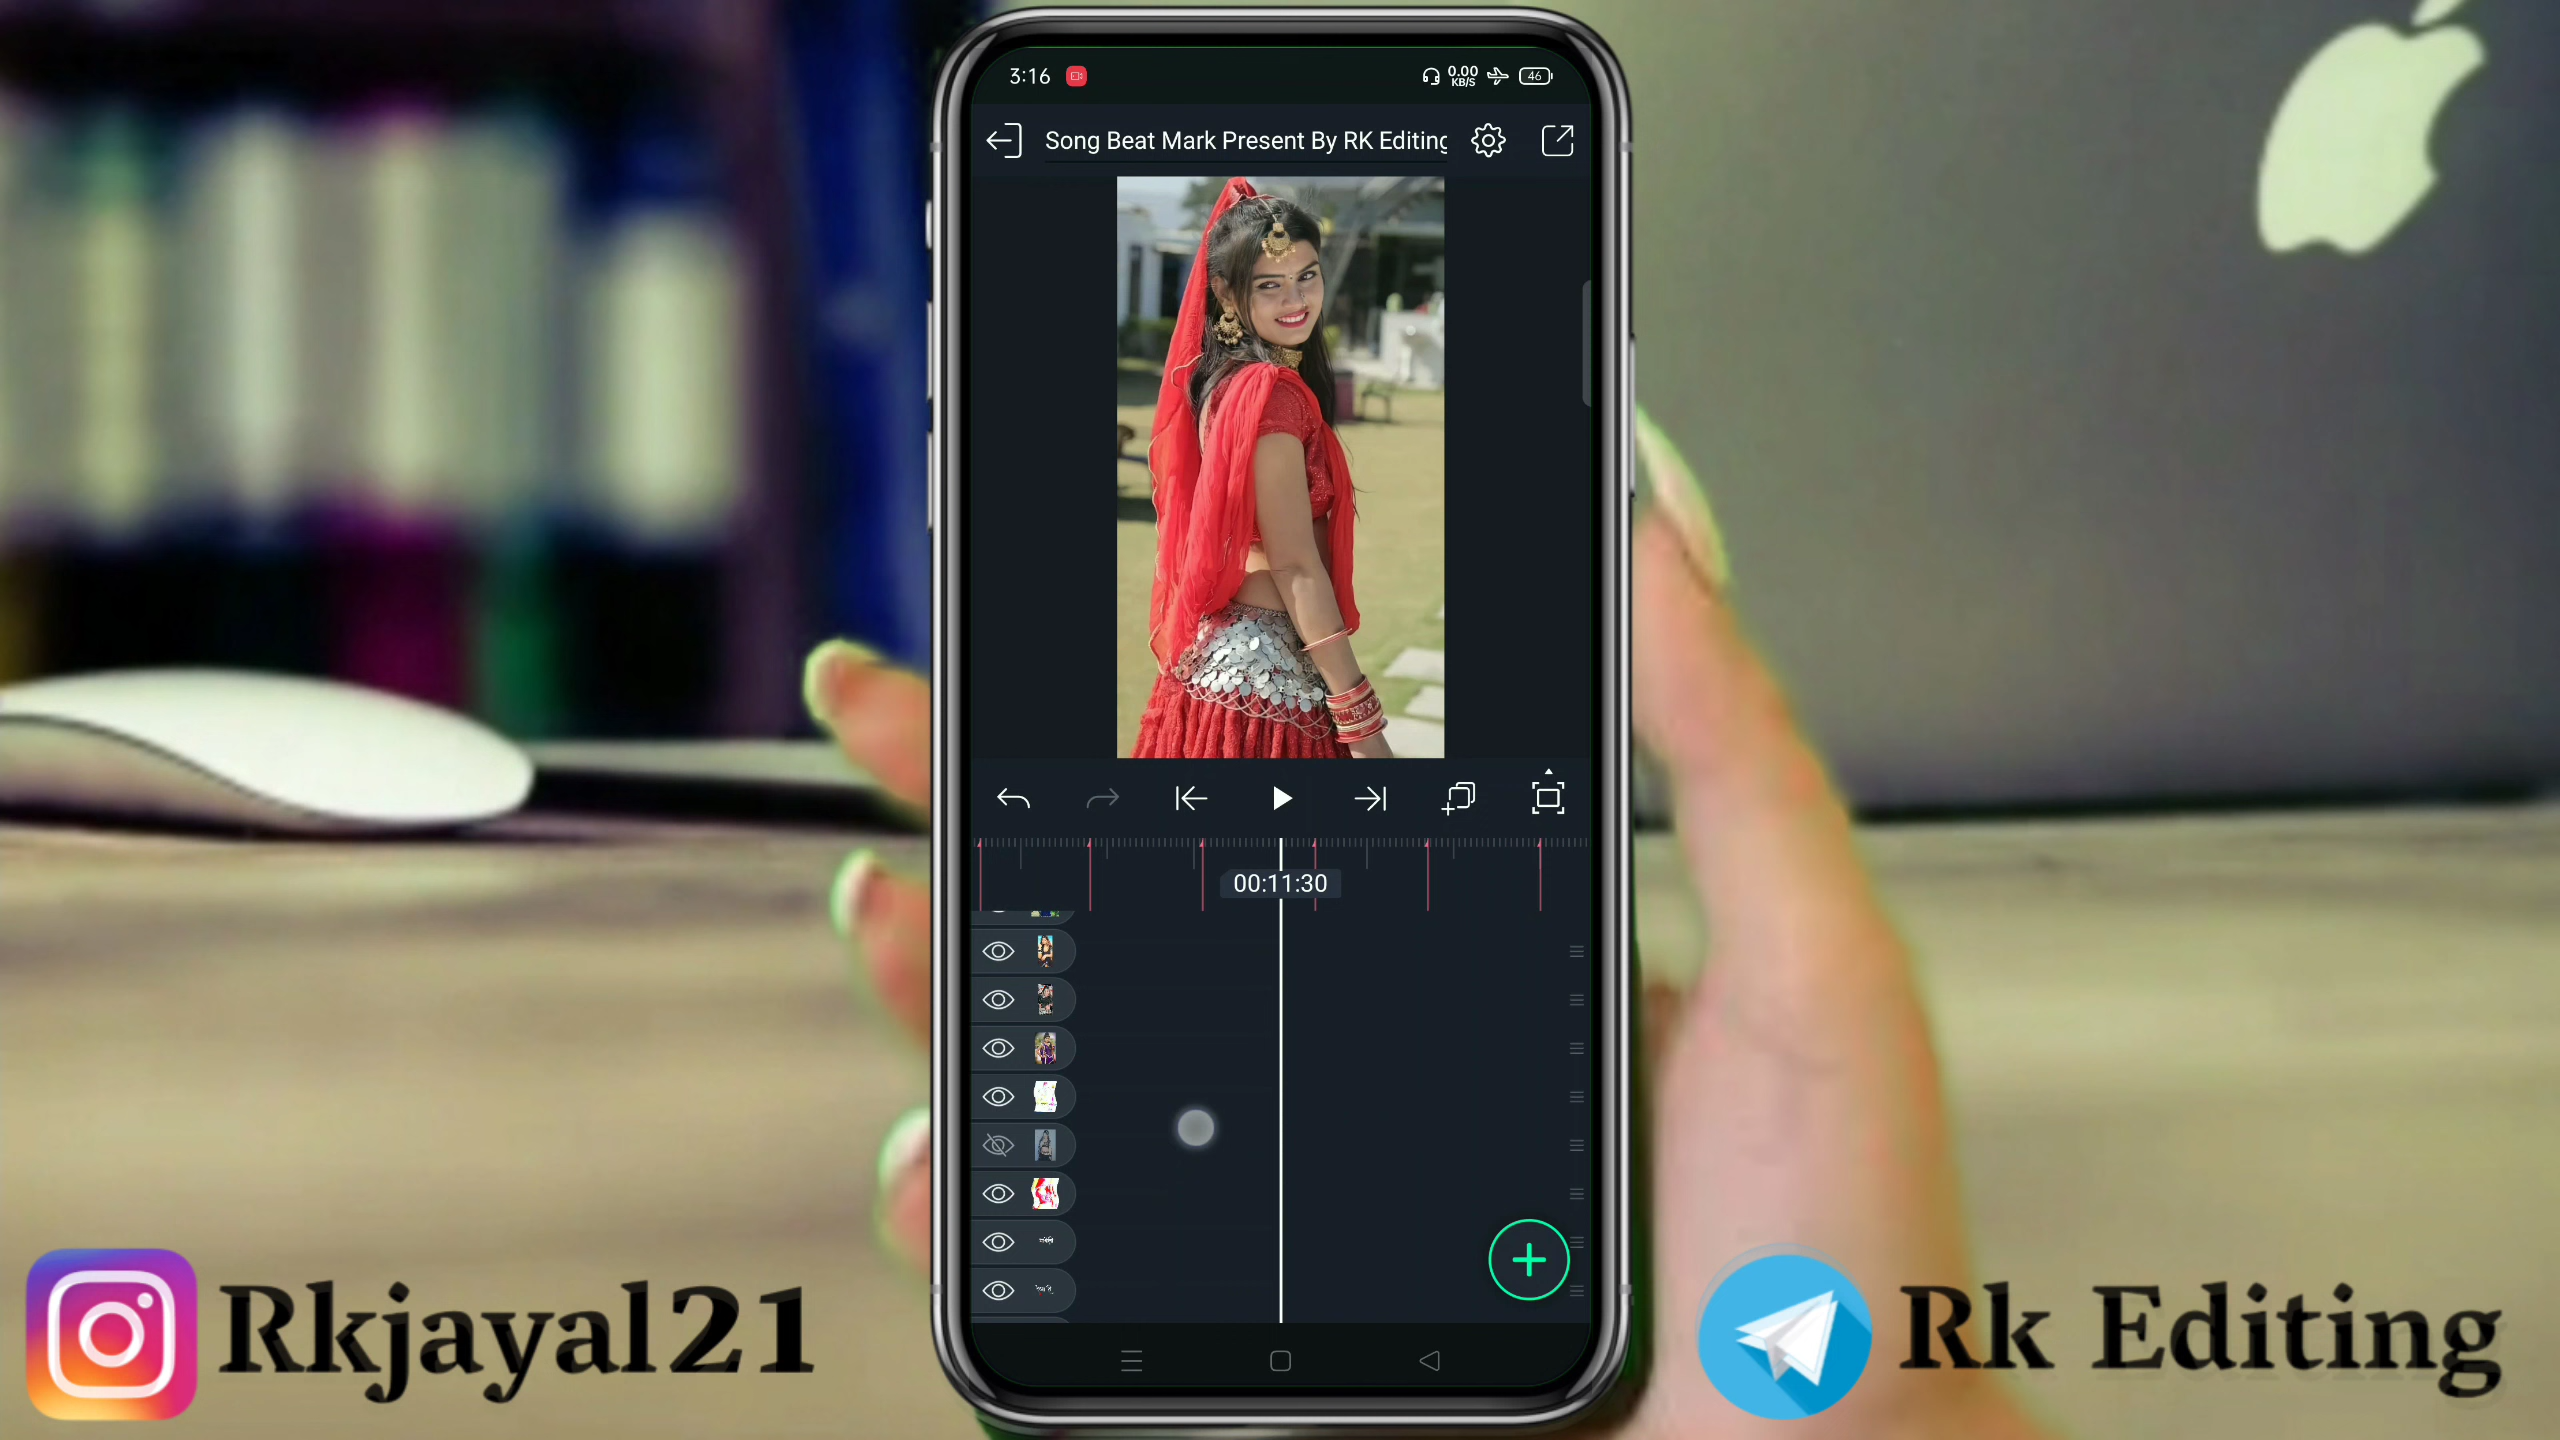 3:16
0.00
KB/S
46
Song Beat Mark Present By RK Editing
00:11:30
Rkjayal21
Rk Editing